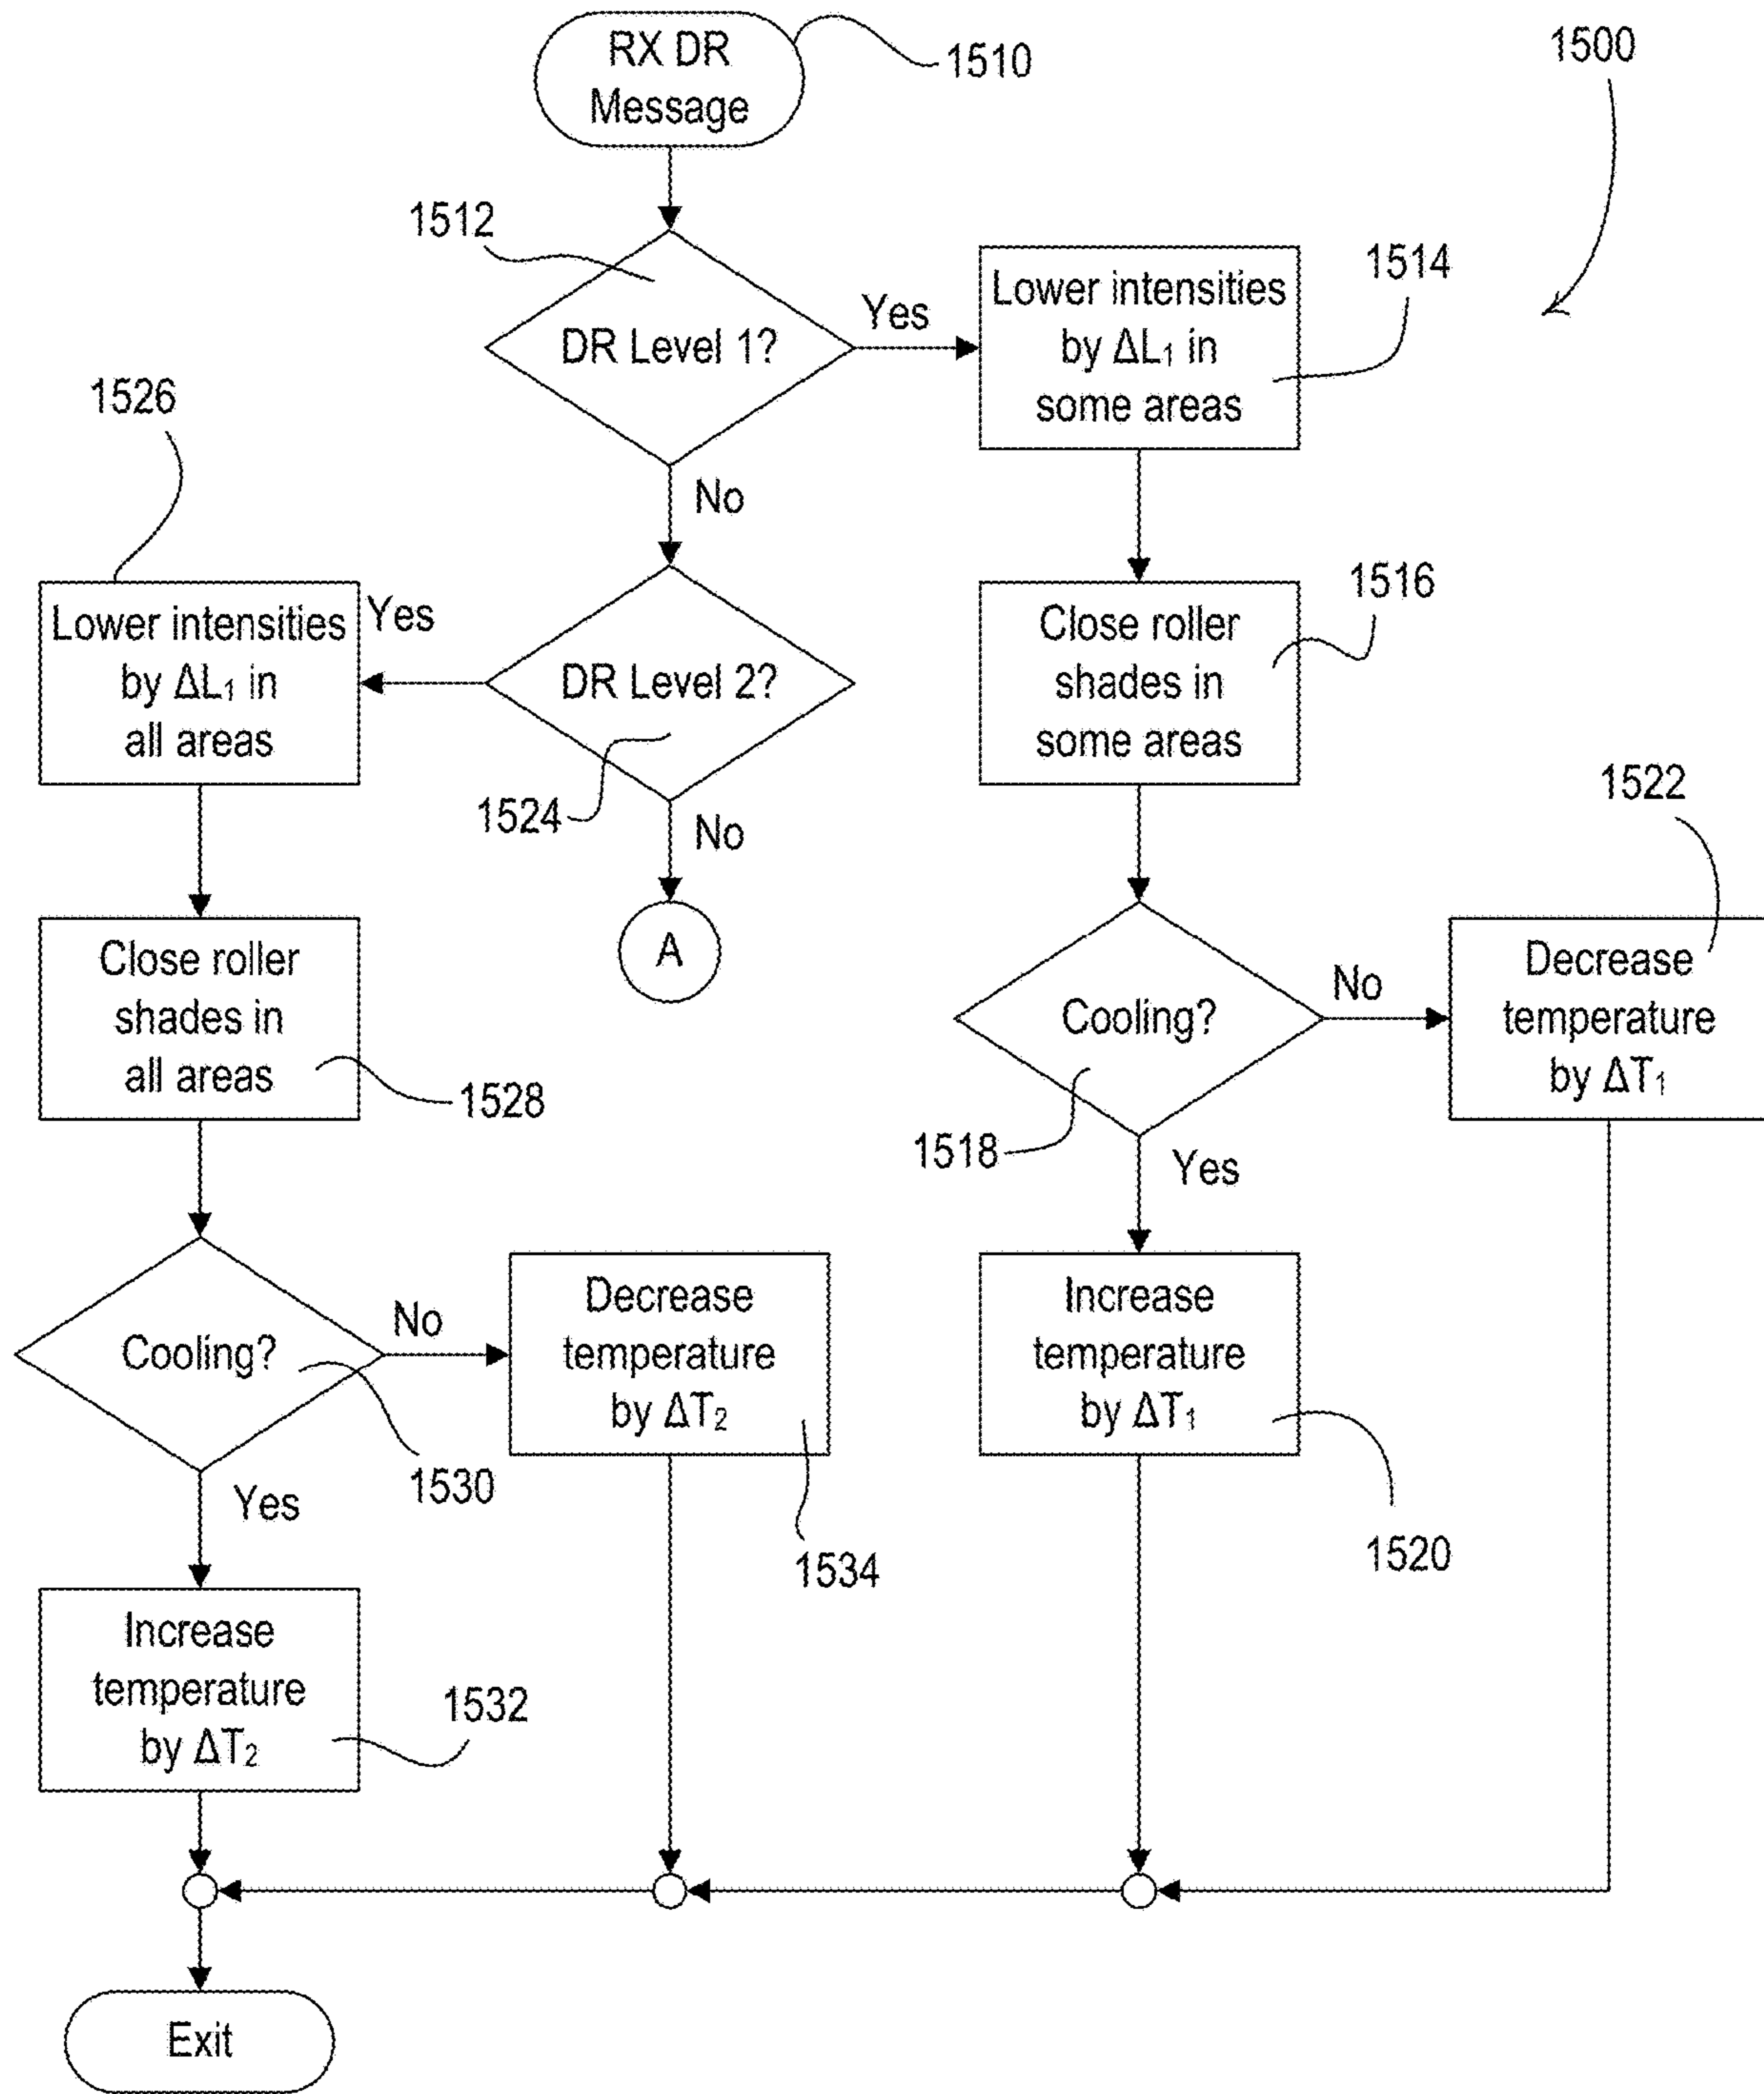 RX DR
Message
1510
1500
1512
DR Level 1?
Yes
Lower intensities
by ΔL₁ in
some areas
1514
No
1526
Lower intensities
by ΔL₁ in
all areas
Yes
DR Level 2?
1524
No
A
Close roller
shades in
some areas
1516
1522
Close roller
shades in
all areas
1528
Cooling?
1518
No
Decrease
temperature
by ΔT₁
Yes
Cooling?
1530
No
Decrease
temperature
by ΔT₂
1534
Increase
temperature
by ΔT₁
1520
Yes
Increase
temperature
by ΔT₂
1532
Exit